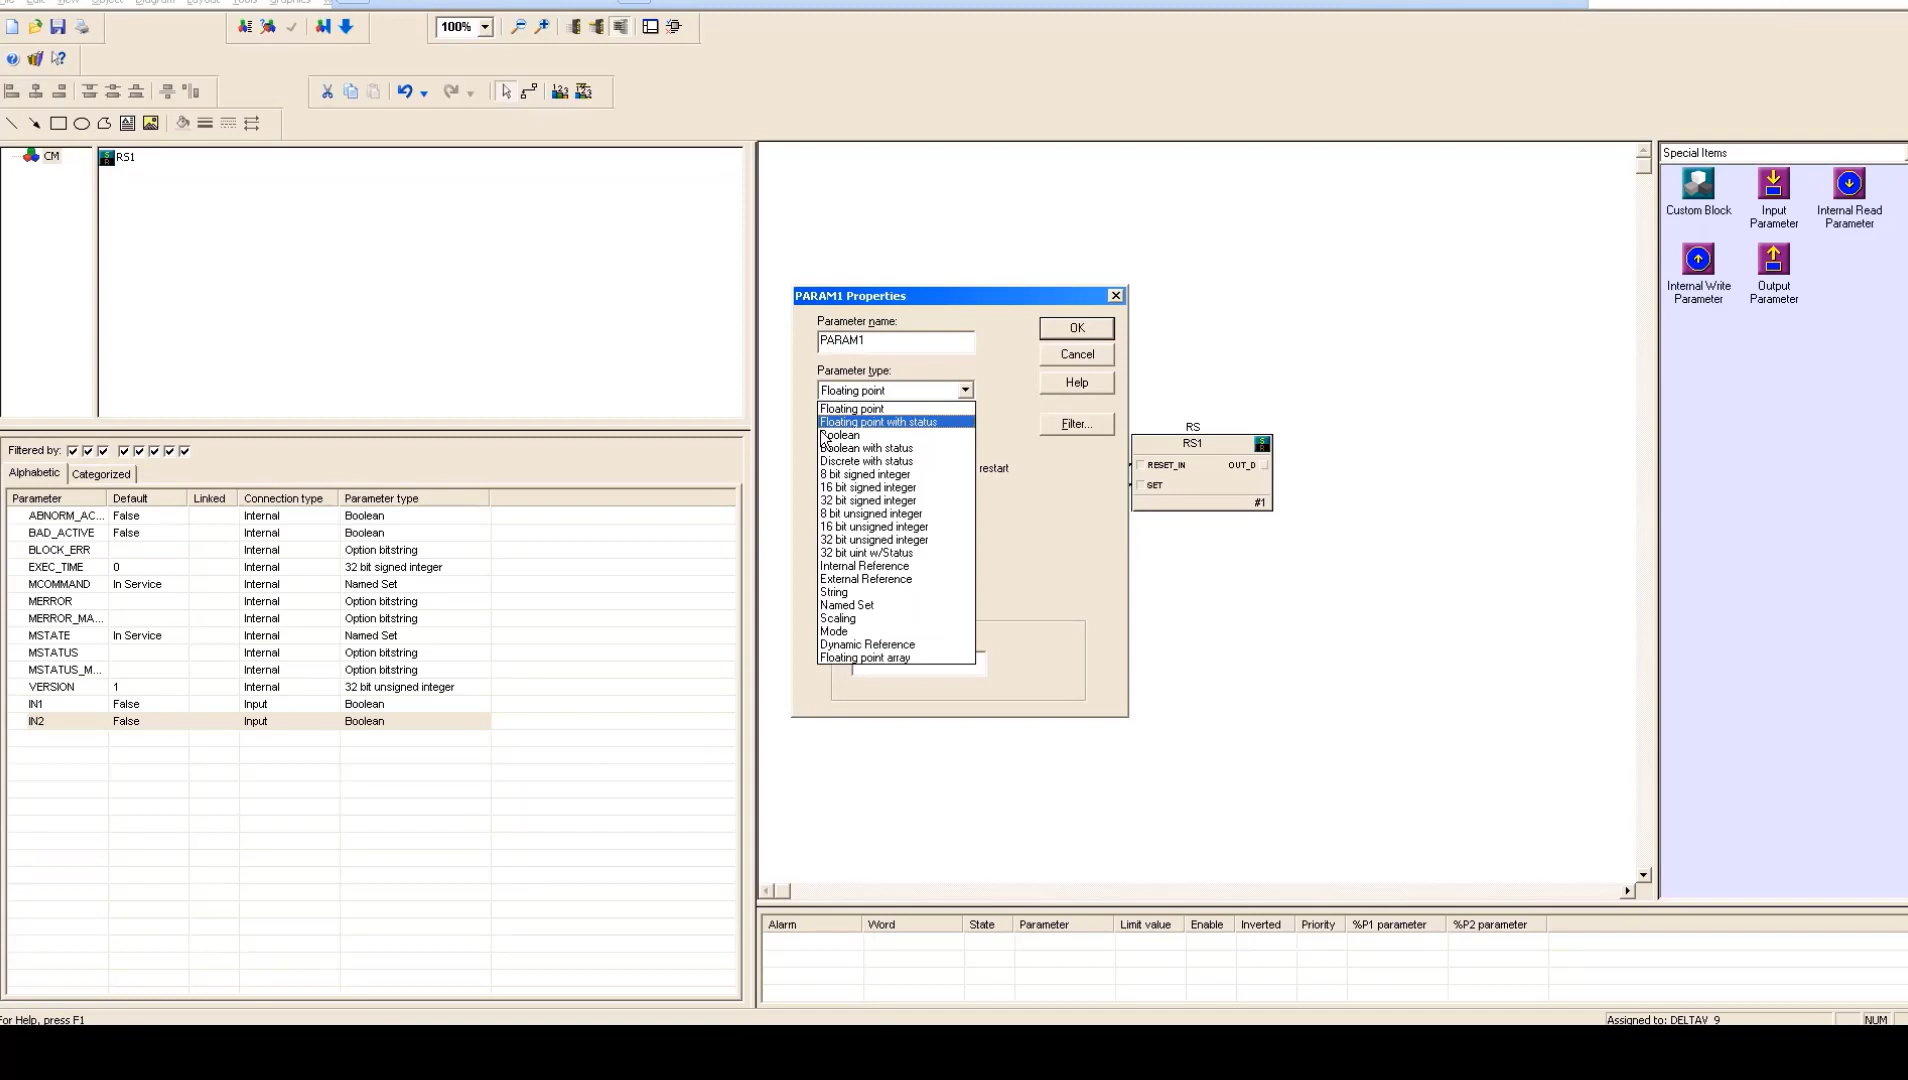 100%
CM
RS1
Special Items
Custom Block
Input Parameter
Internal Read Parameter
Internal Write Parameter
Output Parameter
PARAM1 Properties
Parameter name:
PARAM1
OK
Cancel
Help
Filter...
Parameter type:
Floating point
Floating point
Floating point with status
Boolean
Boolean with status
Discrete with status
8 bit signed integer
16 bit signed integer
32 bit signed integer
8 bit unsigned integer
16 bit unsigned integer
32 bit unsigned integer
32 bit uint w/Status
Internal Reference
External Reference
String
Named Set
Scaling
Mode
Dynamic Reference
Floating point array
restart
RS
RS1
RESET_IN OUT_D
SET
#1
Filtered by:
Alphabetic Categorized
Parameter Default Linked Connection type Parameter type
ABNORM_AC... False Internal Boolean
BAD_ACTIVE False Internal Boolean
BLOCK_ERR Internal Option bitstring
EXEC_TIME 0 Internal 32 bit signed integer
MCOMMAND In Service Internal Named Set
MERROR Internal Option bitstring
MERROR_MA... Internal Option bitstring
MSTATE In Service Internal Named Set
MSTATUS Internal Option bitstring
MSTATUS_M... Internal Option bitstring
VERSION 1 Internal 32 bit unsigned integer
IN1 False Input Boolean
IN2 False Input Boolean
Alarm Word State Parameter Limit value Enable Inverted Priority %P1 parameter %P2 parameter
For Help, press F1
Assigned to: DELTAV_9 NUM